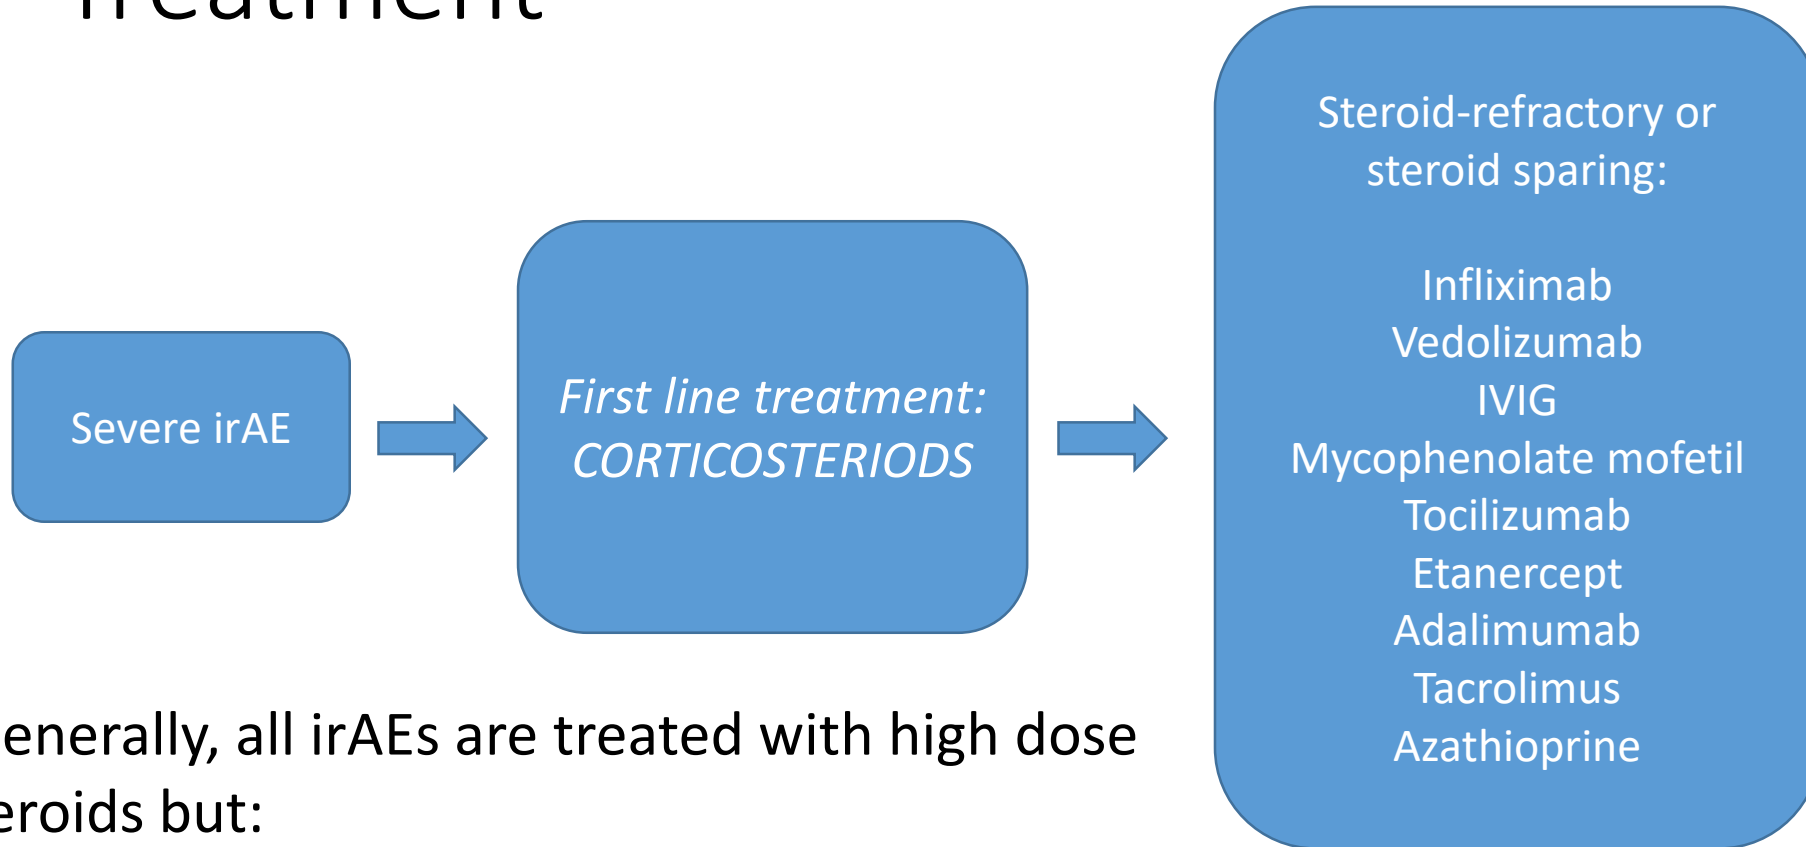 Treatment
Severe irAE
First line treatment:
CORTICOSTERIODS
Steroid-refractory or
steroid sparing:
Infliximab
Vedolizumab
IVIG
Mycophenolate mofetil
Tocilizumab
Etanercept
Adalimumab
Tacrolimus
Azathioprine
enerally, all irAEs are treated with high dose
eroids but: